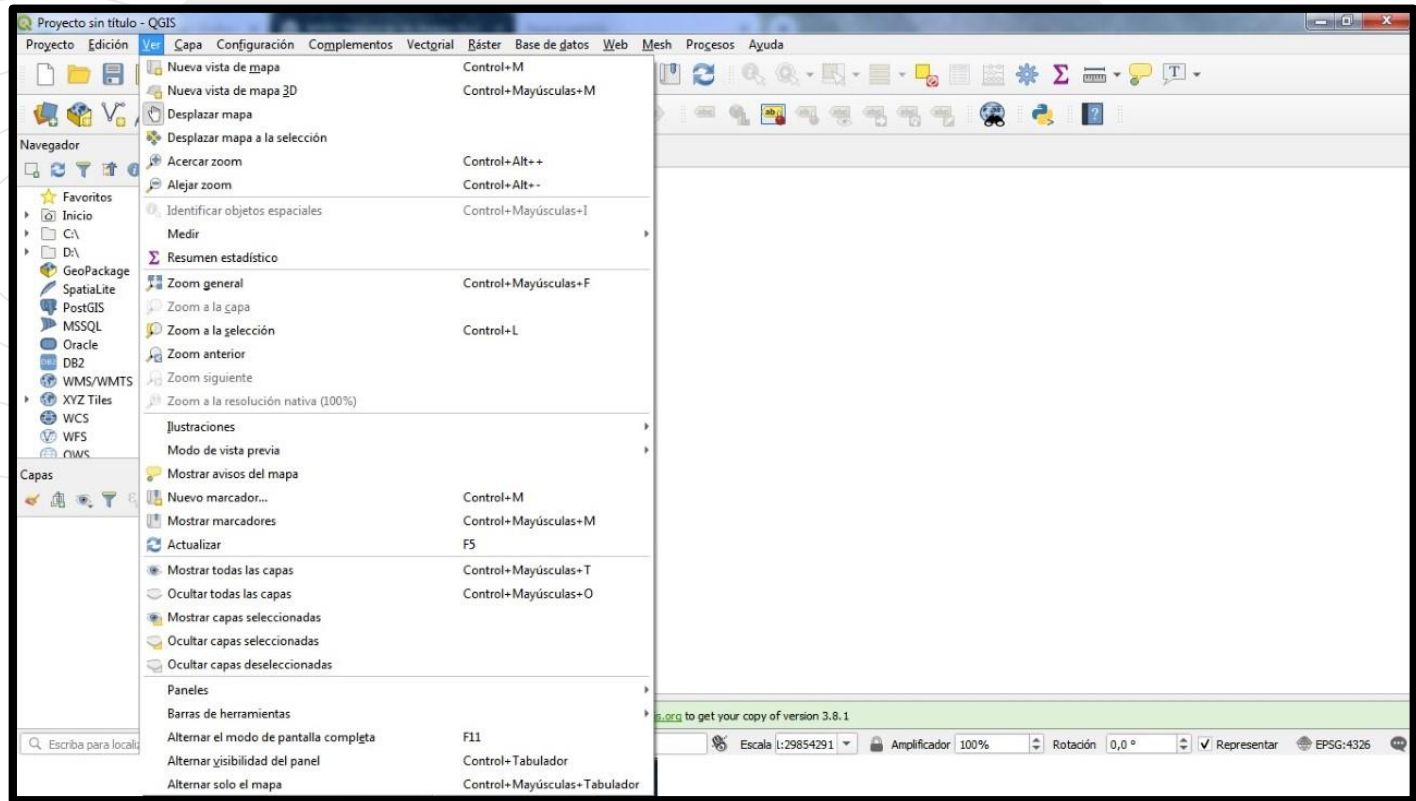 Proyecto sin título - QGIS
Proyecto Edición Ver Capa Configuración Complementos Vectorial Ráster Base de datos Web Mesh Procesos Ayuda
Nueva vista de mapa Control+M
Nueva vista de mapa 3D Control+Mayúsculas+M
Desplazar mapa
Desplazar mapa a la selección
Acercar zoom Control+Alt++
Alejar zoom Control+Alt+-
Identificar objetos espaciales Control+Mayúsculas+I
Medir
Resumen estadístico
Zoom general Control+Mayúsculas+F
Zoom a la capa
Zoom a la selección Control+L
Zoom anterior
Zoom siguiente
Zoom a la resolución nativa (100%)
Ilustraciones
Modo de vista previa
Mostrar avisos del mapa
Nuevo marcador... Control+M
Mostrar marcadores Control+Mayúsculas+M
Actualizar F5
Mostrar todas las capas Control+Mayúsculas+T
Ocultar todas las capas Control+Mayúsculas+O
Mostrar capas seleccionadas
Ocultar capas seleccionadas
Ocultar capas deseleccionadas
Paneles
Barras de herramientas
Alternar el modo de pantalla completa F11
Alternar visibilidad del panel Control+Tabulador
Alternar solo el mapa Control+Mayúsculas+Tabulador
Navegador
Favoritos
Inicio
C:\
D:\
GeoPackage
SpatiaLite
PostGIS
MSSQL
Oracle
DB2
WMS/WMTS
XYZ Tiles
WCS
WFS
OWS
Capas
s.org to get your copy of version 3.8.1
Escriba para localiz Escala 1:29854291 Amplificador 100% Rotación 0,0 ° Representar EPSG:4326